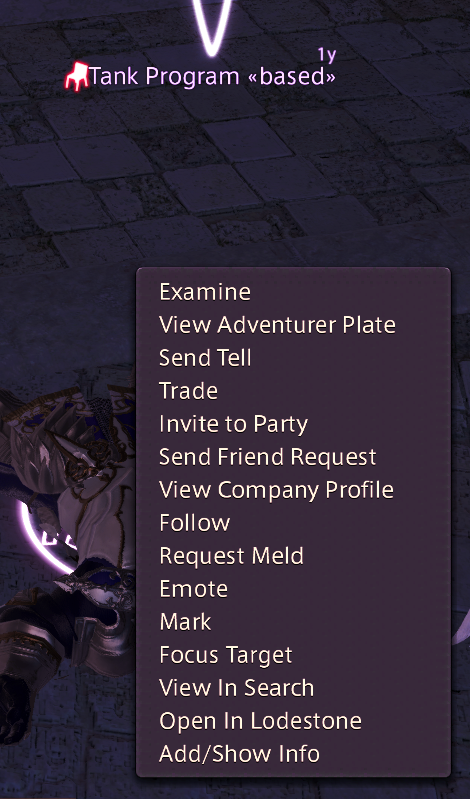 1y
Tank Program «based»
Examine
View Adventurer Plate
Send Tell
Trade
Invite to Party
Send Friend Request
View Company Profile
Follow
Request Meld
Emote
Mark
Focus Target
View In Search
Open In Lodestone
Add/Show Info